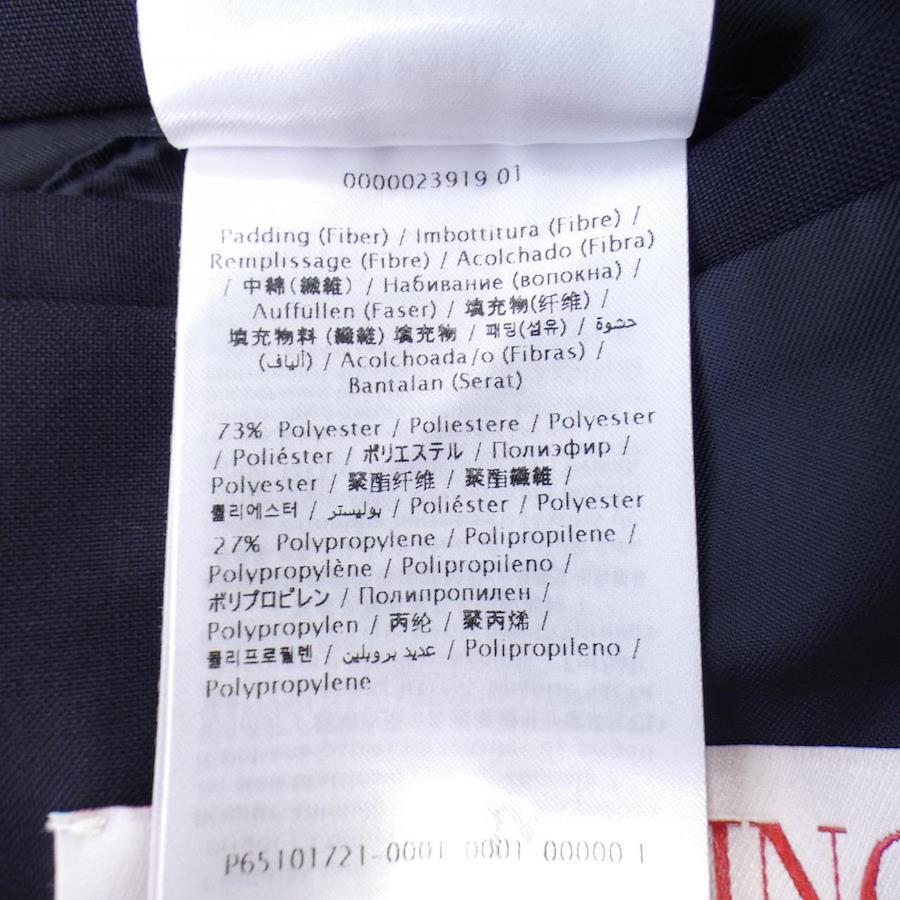 0000023919 01
Padding (Fiber) / Imbottitura (Fibre) /
Remplissage (Fibre) / Acolchado (Fibra)
/ 中綿(繊維) / Набивание (волокна) /
Auffüllen (Faser) / 填充物(纤维) /
填充物料 (纖維) 填充物 / 패딩(섬유) / حشوة
(ألياف) / Acolchoada/o (Fibras) /
Bantalan (Serat)
73% Polyester / Poliestere / Polyester
/ Poliéster / ポリエステル / Полиэфир /
Polyester / 聚酯纤维 / 聚酯纖維 /
폴리에스터 / بوليستر / Poliéster / Polyester
27% Polypropylene / Polipropilene /
Polypropylène / Polipropileno /
ポリプロピレン / Полипропилен /
Polypropylen / 丙纶 / 聚丙烯 /
폴리프로필렌 / عديد بروبلين / Polipropileno /
Polypropylene
P65101721-0001 0001 00000 1